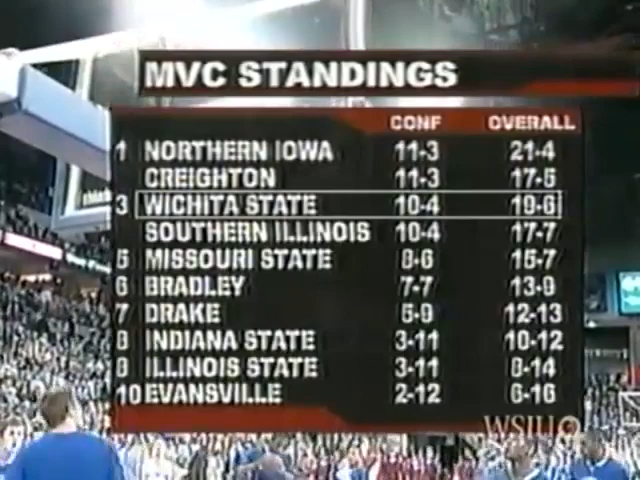 MVC STANDINGS
CONF OVERALL
1 NORTHERN IOWA 11-3 21-4
CREIGHTON 11-3 17-5
3 WICHITA STATE 10-4 19-6
SOUTHERN ILLINOIS 10-4 17-7
5 MISSOURI STATE 8-6 15-7
6 BRADLEY 7-7 13-9
7 DRAKE 5-9 12-13
8 INDIANA STATE 3-11 10-12
9 ILLINOIS STATE 3-11 8-14
10 EVANSVILLE 2-12 6-16